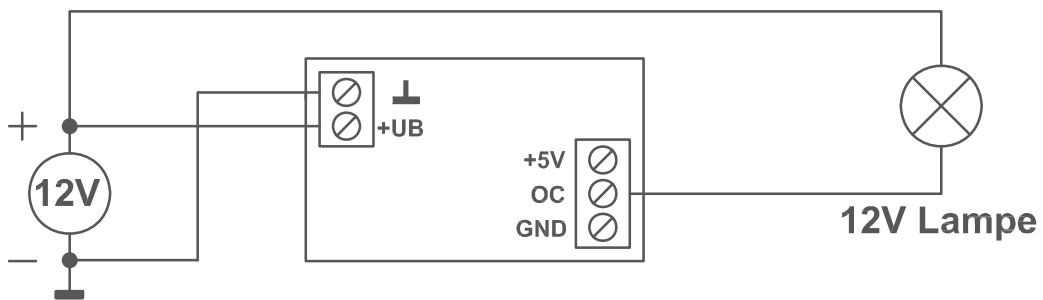 +
+UB
+5V
12V
OC
12V Lampe
GND
−